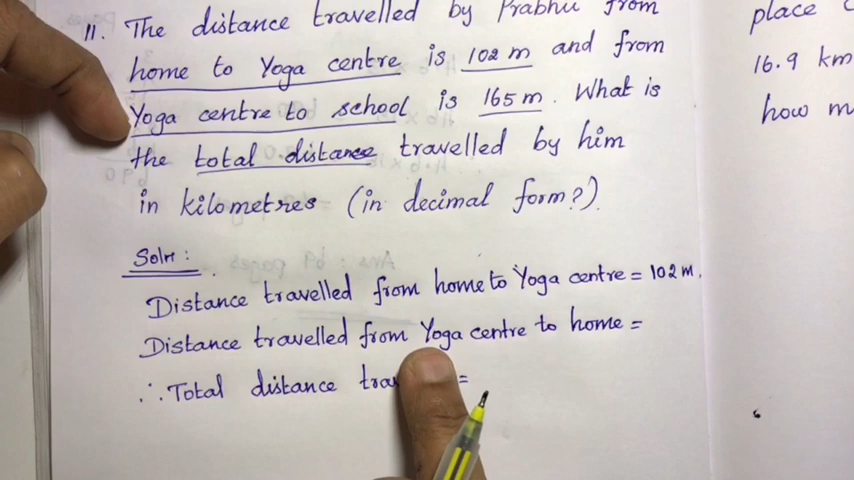 11. The distance travelled by Prabhu from
home to Yoga centre is 102 m and from
Yoga centre to school is 165 m. What is
the total distance travelled by him
in kilometres (in decimal form?)
Soln:
Distance travelled from home to Yoga centre = 102 m.
Distance travelled from Yoga centre to home =
∴ Total distance =
place
16.9 km
how